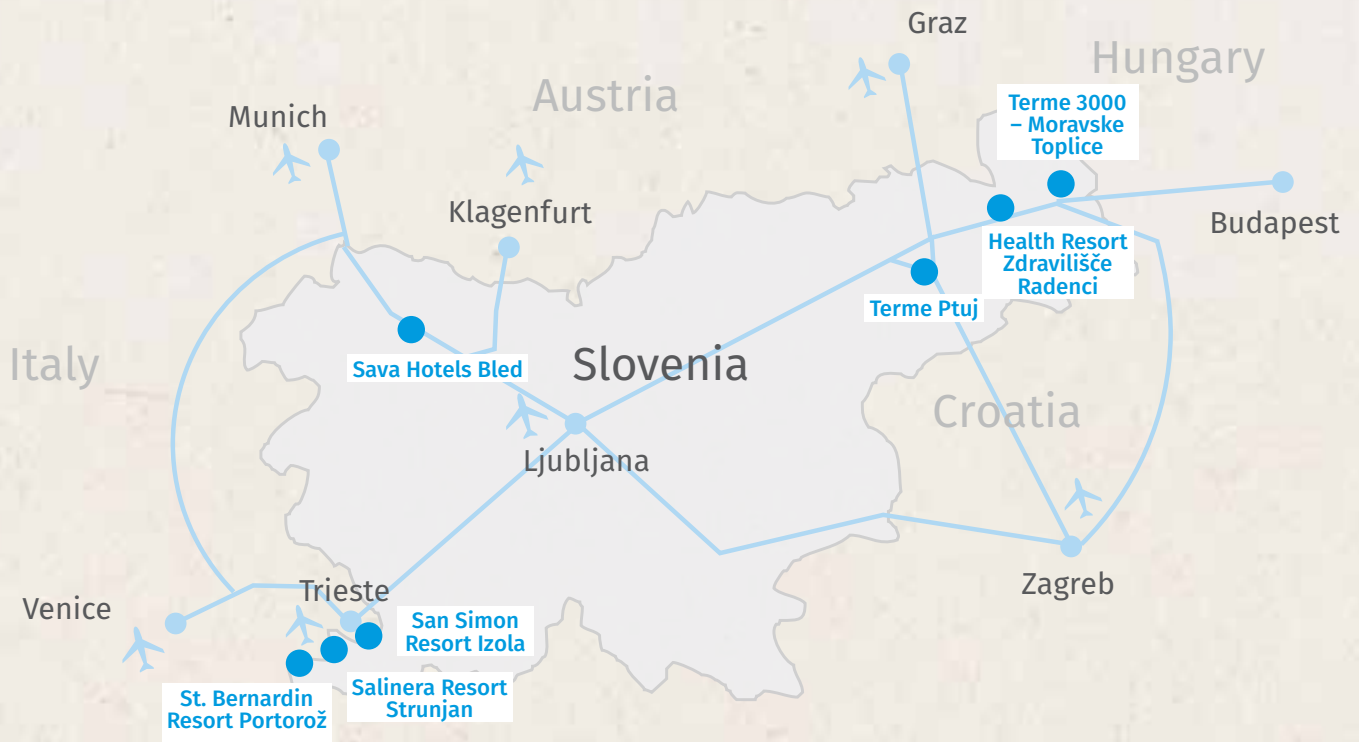 Graz
Hungary
Austria
Munich
Terme 3000
– Moravske
Toplice
Klagenfurt
Budapest
Health Resort
Zdravilišče
Radenci
Terme Ptuj
Italy
Sava Hotels Bled
Slovenia
Croatia
Ljubljana
Zagreb
Trieste
Venice
San Simon
Resort Izola
Salinera Resort
Strunjan
St. Bernardin
Resort Portorož